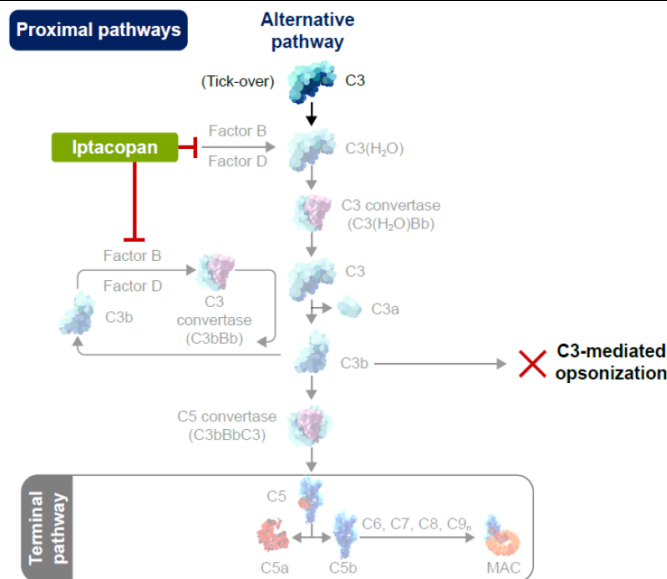 Proximal pathways
Alternative
pathway
(Tick-over)
C3
Iptacopan
Factor B
Factor D
C3(H₂O)
C3 convertase
(C3(H₂O)Bb)
Factor B
Factor D
C3b
C3
convertase
(C3bBb)
C3
C3a
C3b
C3-mediated
opsonization
C5 convertase
(C3bBbC3)
Terminal
pathway
C5
C5a
C5b
C6, C7, C8, C9ₙ
MAC